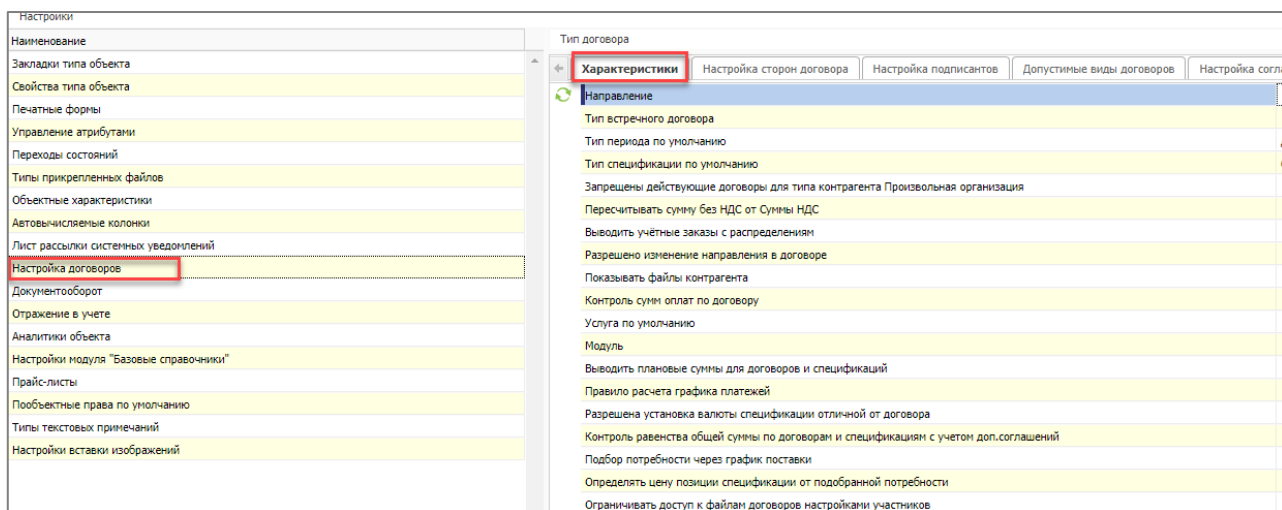 Настройки
Наименование
Закладки типа объекта
Свойства типа объекта
Печатные формы
Управление атрибутами
Переходы состояний
Типы прикрепленных файлов
Объектные характеристики
Автовычисляемые колонки
Лист рассылки системных уведомлений
Настройка договоров
Документооборот
Отражение в учете
Аналитики объекта
Настройки модуля "Базовые справочники"
Прайс-листы
Пообъектные права по умолчанию
Типы текстовых примечаний
Настройки вставки изображений
Тип договора
Характеристики Настройка сторон договора Настройка подписантов Допустимые виды договоров Настройка согл
Направление
Тип встречного договора
Тип периода по умолчанию
Тип спецификации по умолчанию
Запрещены действующие договоры для типа контрагента Произвольная организация
Пересчитывать сумму без НДС от Суммы НДС
Выводить учётные заказы с распределениям
Разрешено изменение направления в договоре
Показывать файлы контрагента
Контроль сумм оплат по договору
Услуга по умолчанию
Модуль
Выводить плановые суммы для договоров и спецификаций
Правило расчета графика платежей
Разрешена установка валюты спецификации отличной от договора
Контроль равенства общей суммы по договорам и спецификациям с учетом доп.соглашений
Подбор потребности через график поставки
Определять цену позиции спецификации от подобранной потребности
Ограничивать доступ к файлам договоров настройками участников